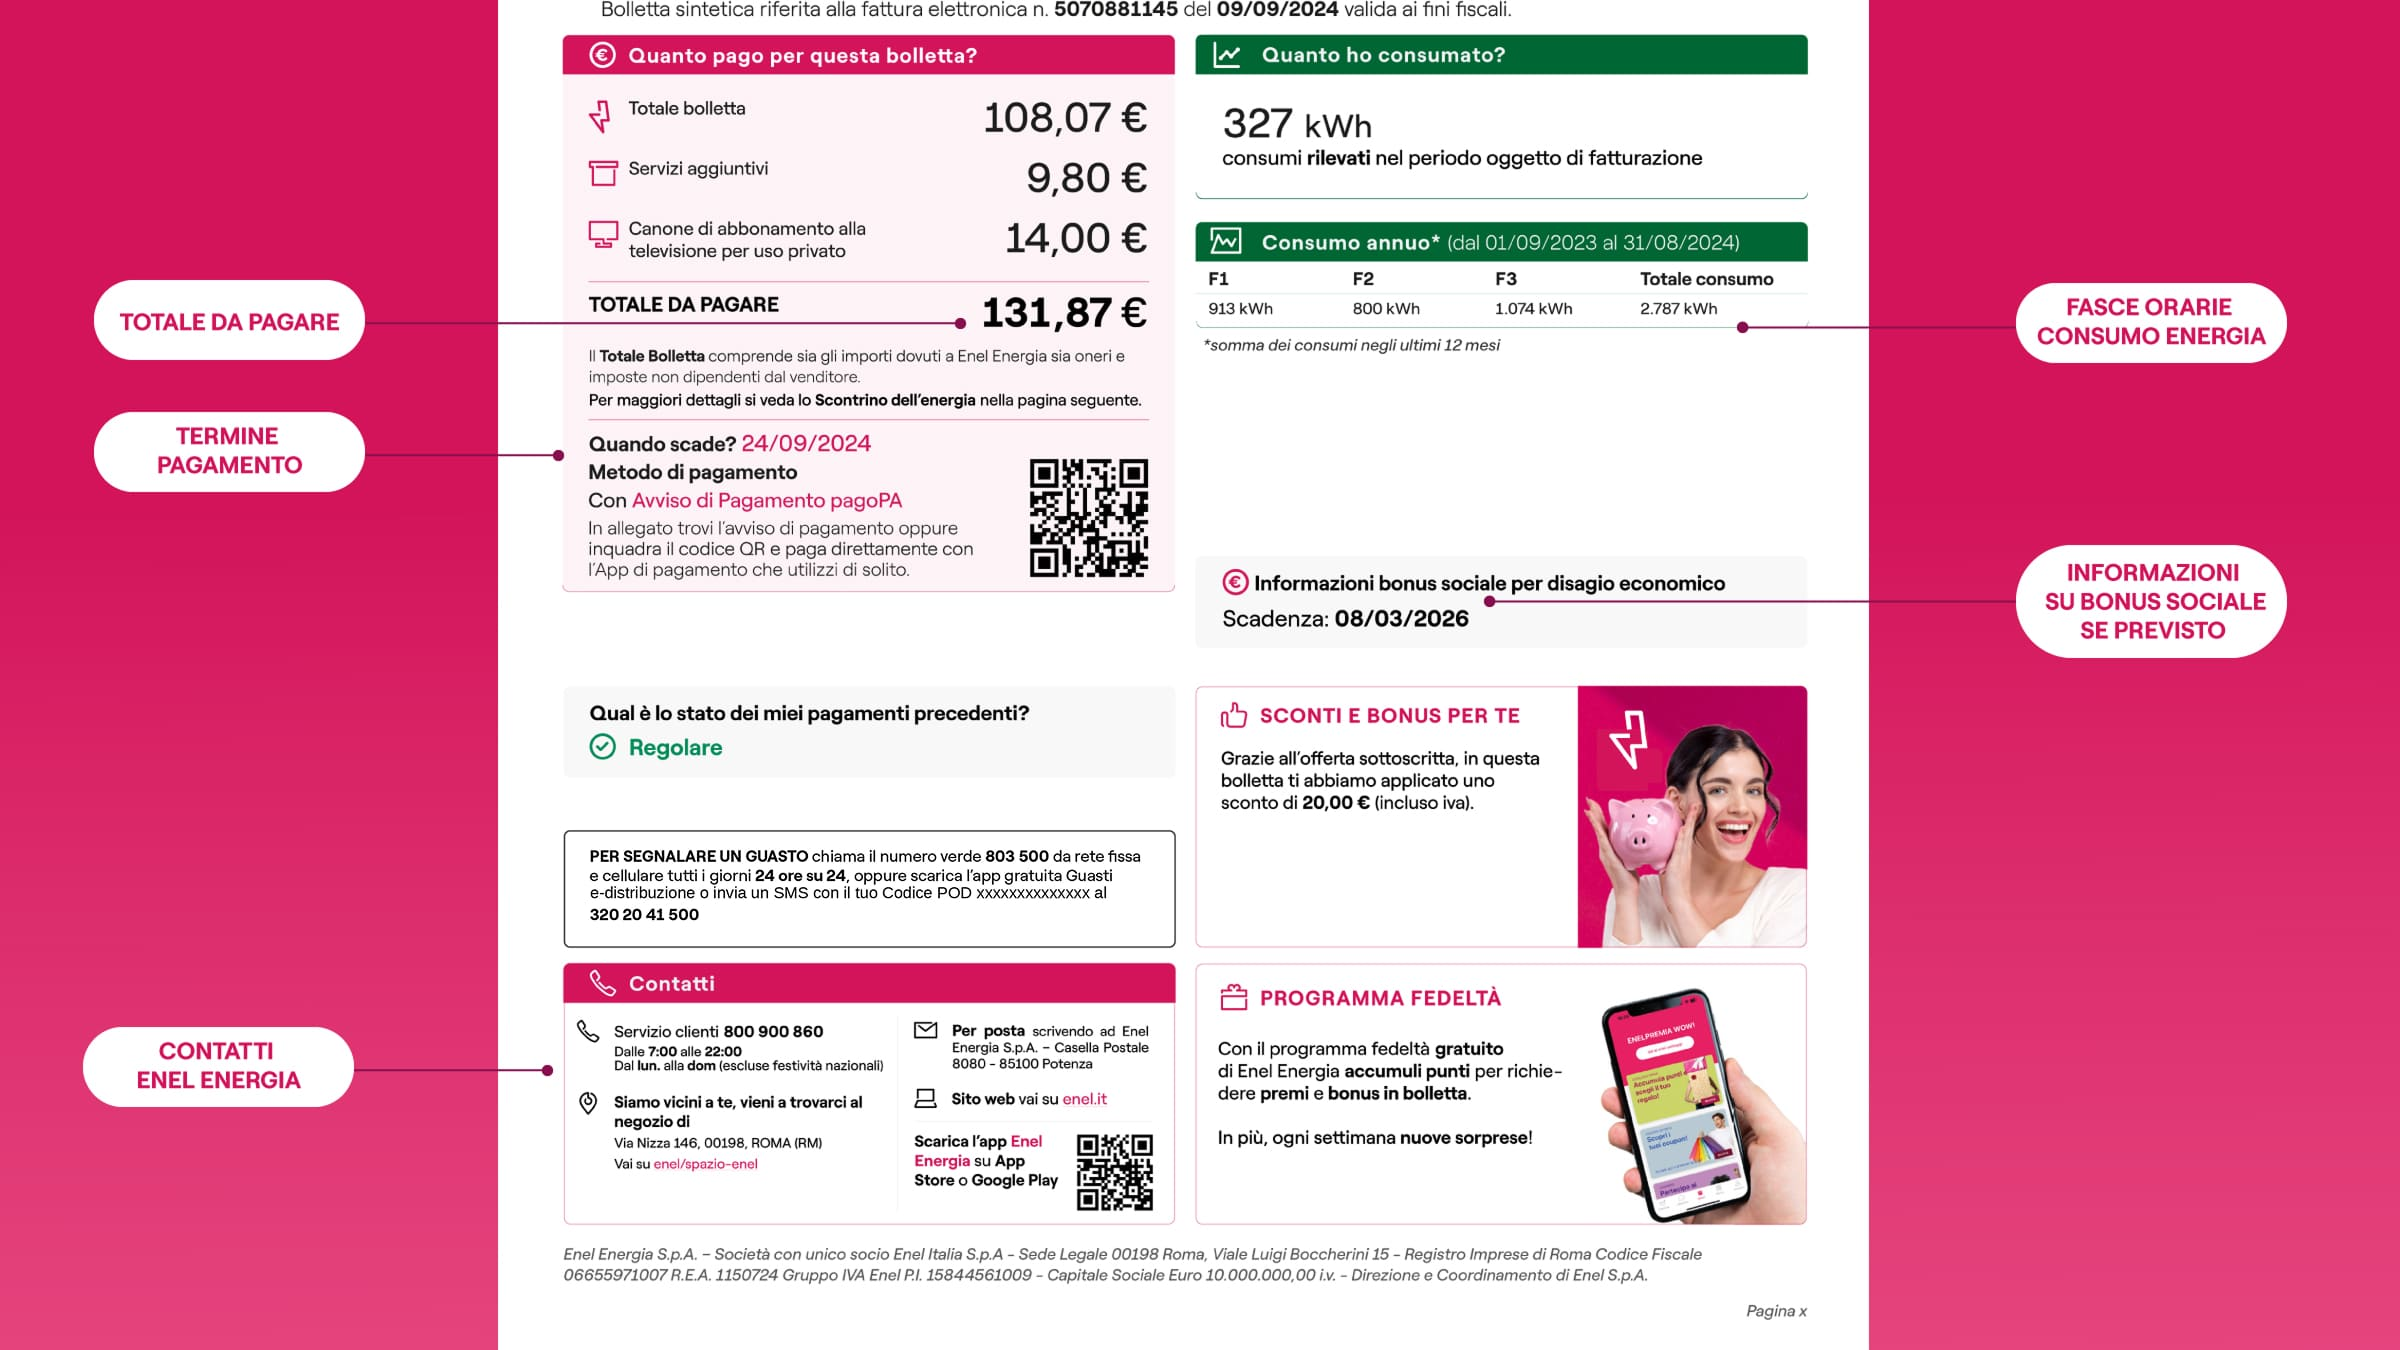 Bolletta sintetica riferita alla fattura elettronica n. 5070881145 del 09/09/2024 valida ai fini fiscali.
Quanto pago per questa bolletta?
Totale bolletta 108,07 €
Servizi aggiuntivi 9,80 €
Canone di abbonamento alla
televisione per uso privato 14,00 €
TOTALE DA PAGARE 131,87 €
Il Totale Bolletta comprende sia gli importi dovuti a Enel Energia sia oneri e
imposte non dipendenti dal venditore.
Per maggiori dettagli si veda lo Scontrino dell'energia nella pagina seguente.
Quando scade? 24/09/2024
Metodo di pagamento
Con Avviso di Pagamento pagoPA
In allegato trovi l'avviso di pagamento oppure
inquadra il codice QR e paga direttamente con
l'App di pagamento che utilizzi di solito.
Quanto ho consumato?
327 kWh
consumi rilevati nel periodo oggetto di fatturazione
Consumo annuo* (dal 01/09/2023 al 31/08/2024)
F1 F2 F3 Totale consumo
913 kWh 800 kWh 1.074 kWh 2.787 kWh
*somma dei consumi negli ultimi 12 mesi
Informazioni bonus sociale per disagio economico
Scadenza: 08/03/2026
TOTALE DA PAGARE
TERMINE
PAGAMENTO
FASCE ORARIE
CONSUMO ENERGIA
INFORMAZIONI
SU BONUS SOCIALE
SE PREVISTO
Qual è lo stato dei miei pagamenti precedenti?
Regolare
SCONTI E BONUS PER TE
Grazie all'offerta sottoscritta, in questa
bolletta ti abbiamo applicato uno
sconto di 20,00 € (incluso iva).
PER SEGNALARE UN GUASTO chiama il numero verde 803 500 da rete fissa
e cellulare tutti i giorni 24 ore su 24, oppure scarica l'app gratuita Guasti
e-distribuzione o invia un SMS con il tuo Codice POD xxxxxxxxxxxxxx al
320 20 41 500
CONTATTI
ENEL ENERGIA
Contatti
Servizio clienti 800 900 860
Dalle 7:00 alle 22:00
Dal lun. alla dom (escluse festività nazionali)
Siamo vicini a te, vieni a trovarci al
negozio di
Via Nizza 146, 00198, ROMA (RM)
Vai su enel/spazio-enel
Per posta scrivendo ad Enel
Energia S.p.A. – Casella Postale
8080 - 85100 Potenza
Sito web vai su enel.it
Scarica l'app Enel
Energia su App
Store o Google Play
PROGRAMMA FEDELTÀ
Con il programma fedeltà gratuito
di Enel Energia accumuli punti per richie-
dere premi e bonus in bolletta.
In più, ogni settimana nuove sorprese!
ENELPREMIA WOW!
Accumula punti e
scegli il tuo
regalo!
Scopri i
tuoi coupon!
Partecipa ai
Enel Energia S.p.A. – Società con unico socio Enel Italia S.p.A - Sede Legale 00198 Roma, Viale Luigi Boccherini 15 - Registro Imprese di Roma Codice Fiscale
06655971007 R.E.A. 1150724 Gruppo IVA Enel P.I. 15844561009 - Capitale Sociale Euro 10.000.000,00 i.v. - Direzione e Coordinamento di Enel S.p.A.
Pagina x